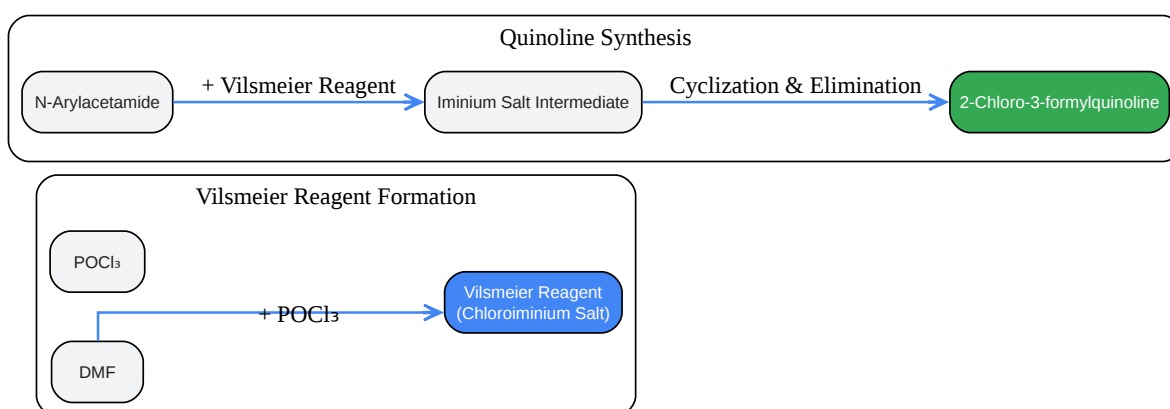 Quinoline Synthesis
N-Arylacetamide
+ Vilsmeier Reagent
Iminium Salt Intermediate
Cyclization & Elimination
2-Chloro-3-formylquinoline
Vilsmeier Reagent Formation
POCl₃
DMF
+ POCl₃
Vilsmeier Reagent
(Chloroiminium Salt)